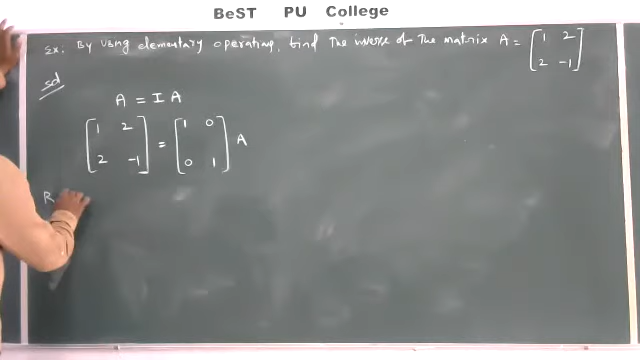 BeST PU College
Ex: By using elementary operations, find the inverse of the matrix A = [1 2; 2 -1]
Sol
A = I A
[1 2; 2 -1] = [1 0; 0 1] A
R